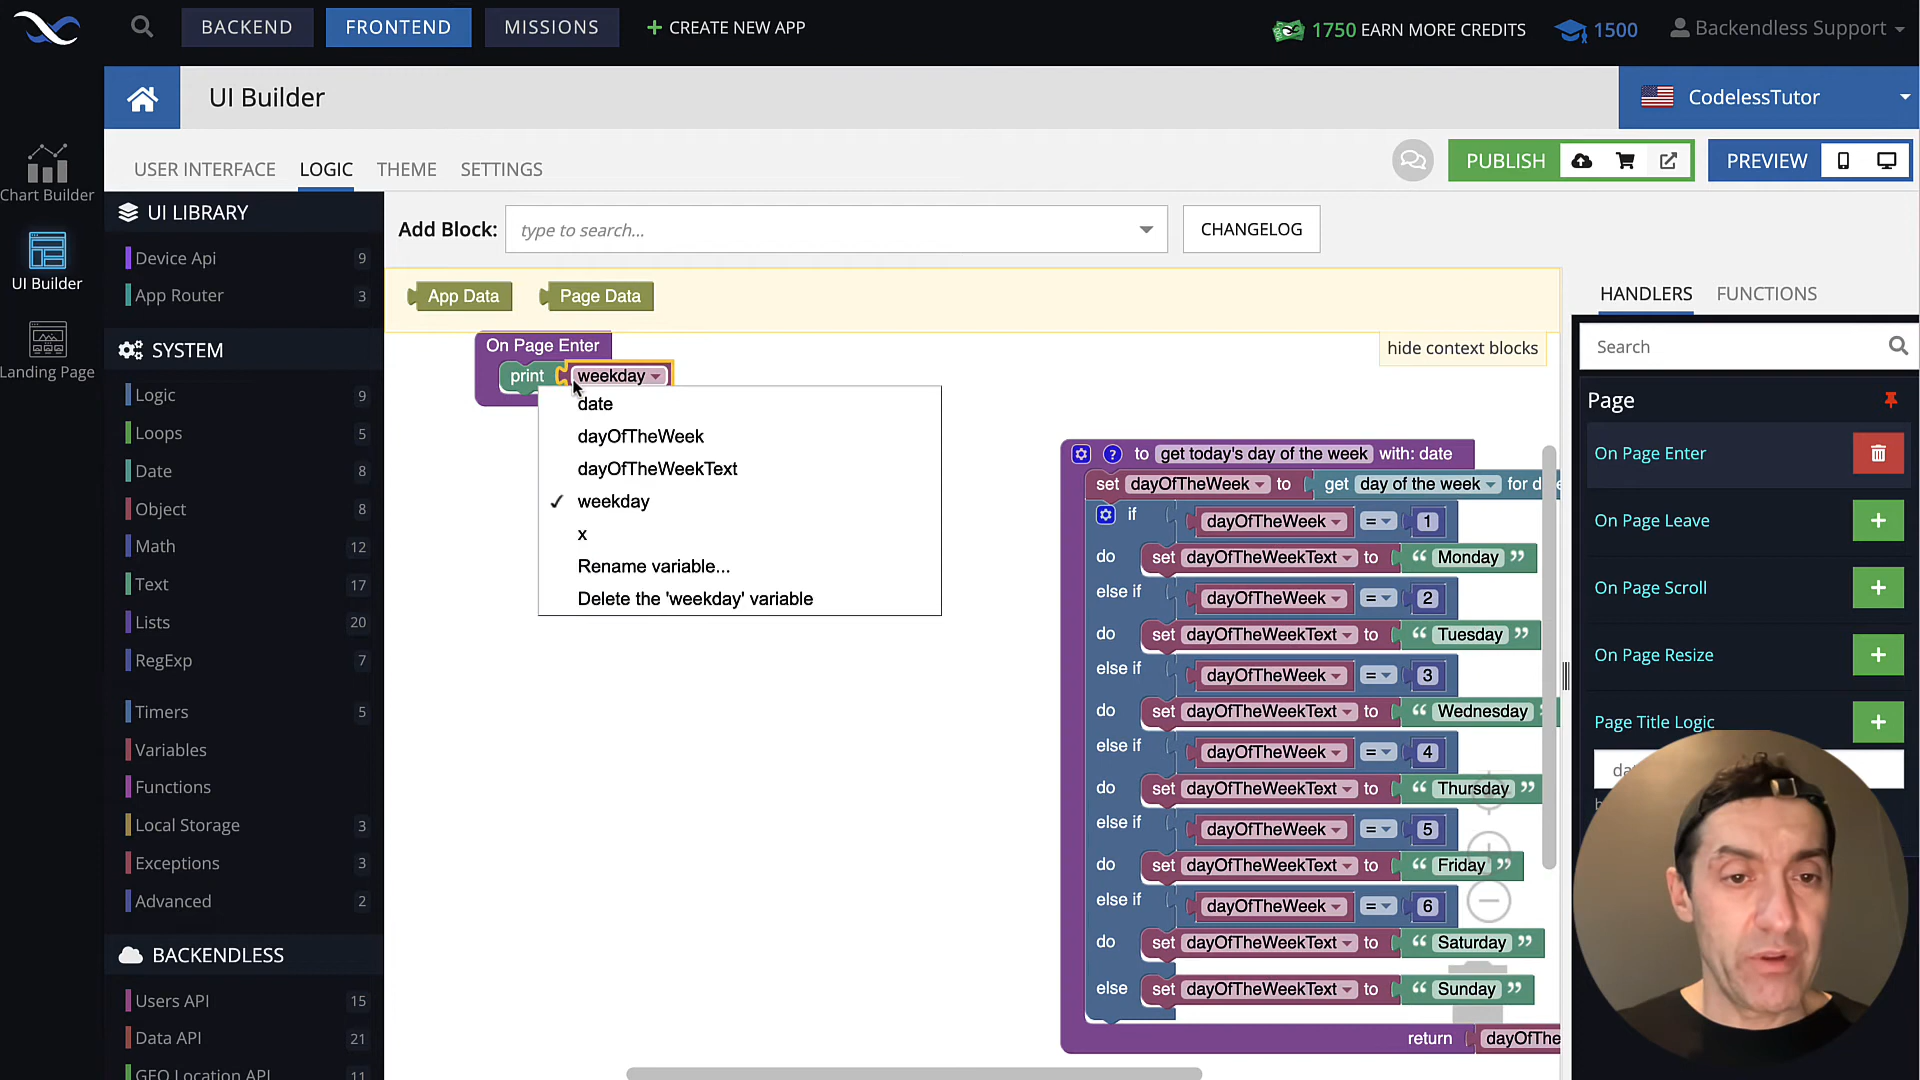 BACKEND
FRONTEND
MISSIONS
+ CREATE NEW APP
1750 EARN MORE CREDITS
1500
Backendless Support
UI Builder
CodelessTutor
Chart Builder
UI Builder
Landing Page
USER INTERFACE
LOGIC
THEME
SETTINGS
PUBLISH
PREVIEW
UI LIBRARY
Device Api 9
App Router 3
SYSTEM
Logic 9
Loops 5
Date 8
Object 8
Math 12
Text 17
Lists 20
RegExp 7
Timers 5
Variables
Functions
Local Storage 3
Exceptions 3
Advanced 2
BACKENDLESS
Users API 15
Data API 21
GEO Location API 11
Add Block:
type to search...
CHANGELOG
App Data
Page Data
hide context blocks
On Page Enter
print weekday
date
dayOfTheWeek
dayOfTheWeekText
✓ weekday
x
Rename variable...
Delete the 'weekday' variable
? to get today's day of the week with: date
set dayOfTheWeek to get day of the week for
if dayOfTheWeek = 1
do set dayOfTheWeekText to “ Monday ”
else if dayOfTheWeek = 2
do set dayOfTheWeekText to “ Tuesday ”
else if dayOfTheWeek = 3
do set dayOfTheWeekText to “ Wednesday
else if dayOfTheWeek = 4
do set dayOfTheWeekText to “ Thursday ”
else if dayOfTheWeek = 5
do set dayOfTheWeekText to “ Friday ”
else if dayOfTheWeek = 6
do set dayOfTheWeekText to “ Saturday ”
else set dayOfTheWeekText to “ Sunday ”
return dayOfThe
HANDLERS
FUNCTIONS
Search
Page
On Page Enter
On Page Leave
On Page Scroll
On Page Resize
Page Title Logic